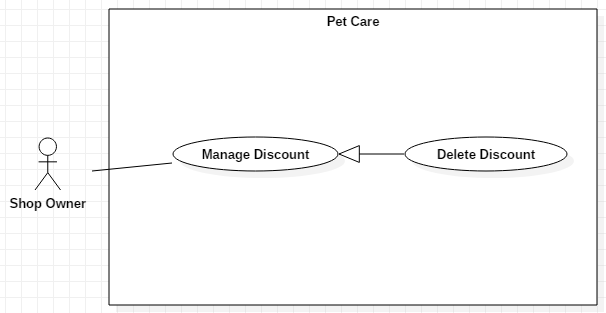 Pet Care
Manage Discount
Delete Discount
Shop Owner